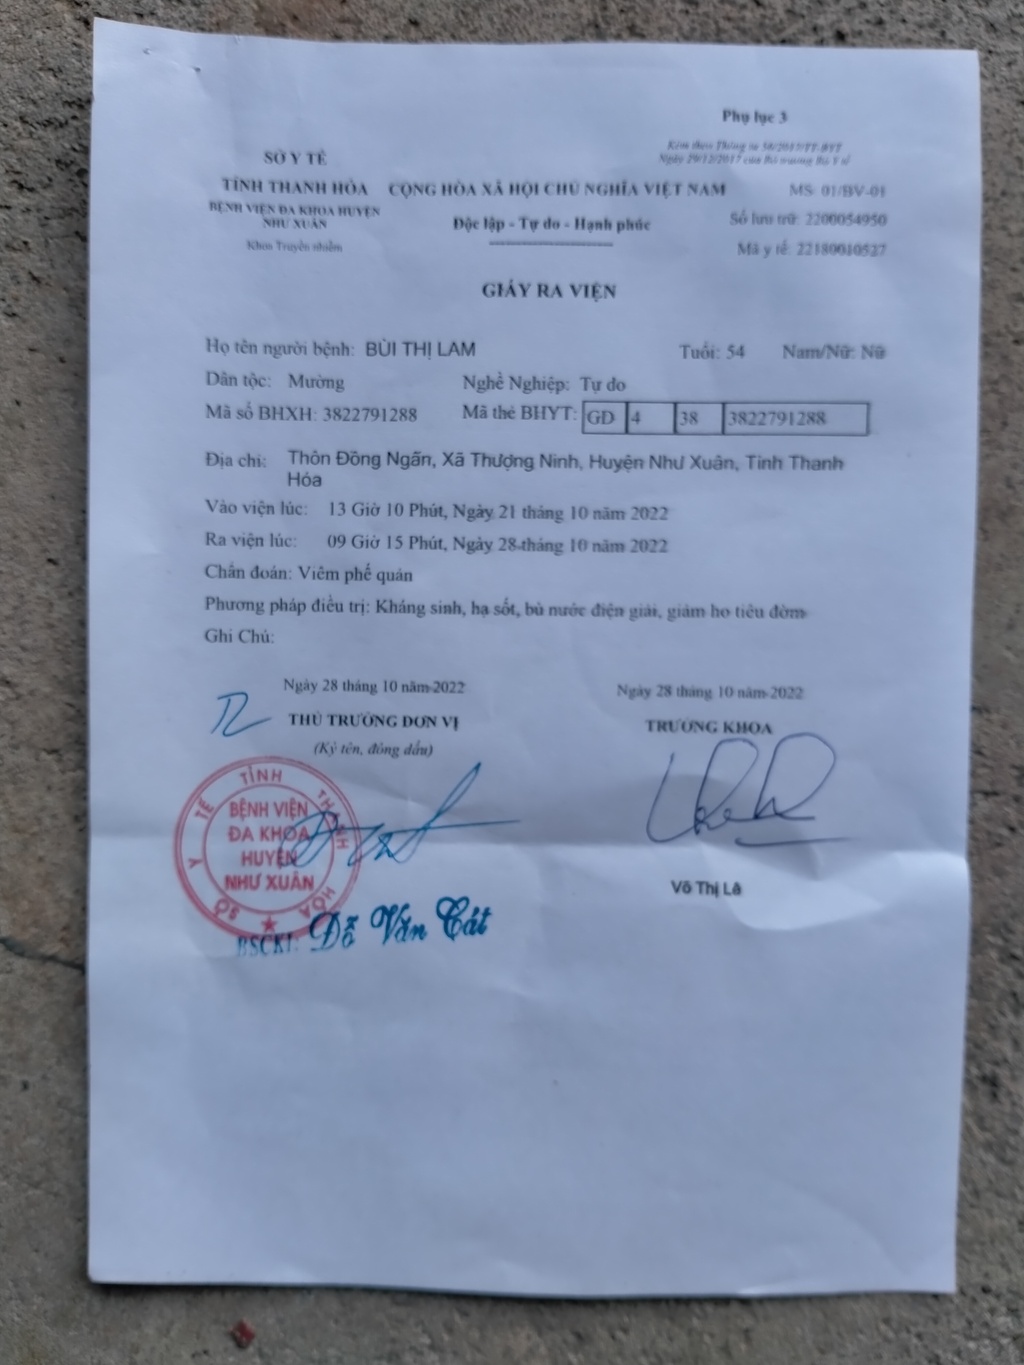 Phụ lục 3
Kèm theo Thông tư 56/2017/TT-BYT
Ngày 29/12/2017 của Bộ trưởng Bộ Y tế
SỞ Y TẾ
TỈNH THANH HÓA
BỆNH VIỆN ĐA KHOA HUYỆN
NHƯ XUÂN
Khoa Truyền nhiễm
CỘNG HÒA XÃ HỘI CHỦ NGHĨA VIỆT NAM
Độc lập - Tự do - Hạnh phúc
MS: 01/BV-01
Số lưu trữ: 2200054950
Mã y tế: 22180010527
GIẤY RA VIỆN
Họ tên người bệnh: BÙI THỊ LAM Tuổi: 54 Nam/Nữ: Nữ
Dân tộc: Mường Nghề Nghiệp: Tự do
Mã số BHXH: 3822791288 Mã thẻ BHYT: GD 4 38 3822791288
Địa chỉ: Thôn Đồng Ngấn, Xã Thượng Ninh, Huyện Như Xuân, Tỉnh Thanh
Hóa
Vào viện lúc: 13 Giờ 10 Phút, Ngày 21 tháng 10 năm 2022
Ra viện lúc: 09 Giờ 15 Phút, Ngày 28 tháng 10 năm 2022
Chẩn đoán: Viêm phế quản
Phương pháp điều trị: Kháng sinh, hạ sốt, bù nước điện giải, giảm ho tiêu đờm
Ghi Chú:
Ngày 28 tháng 10 năm 2022
THỦ TRƯỞNG ĐƠN VỊ
(Ký tên, đóng dấu)
SỞ Y TẾ TỈNH THANH HÓA
BỆNH VIỆN
ĐA KHOA
HUYỆN
NHƯ XUÂN
BSCKI: Đỗ Văn Cát
Ngày 28 tháng 10 năm 2022
TRƯỞNG KHOA
Võ Thị Lê